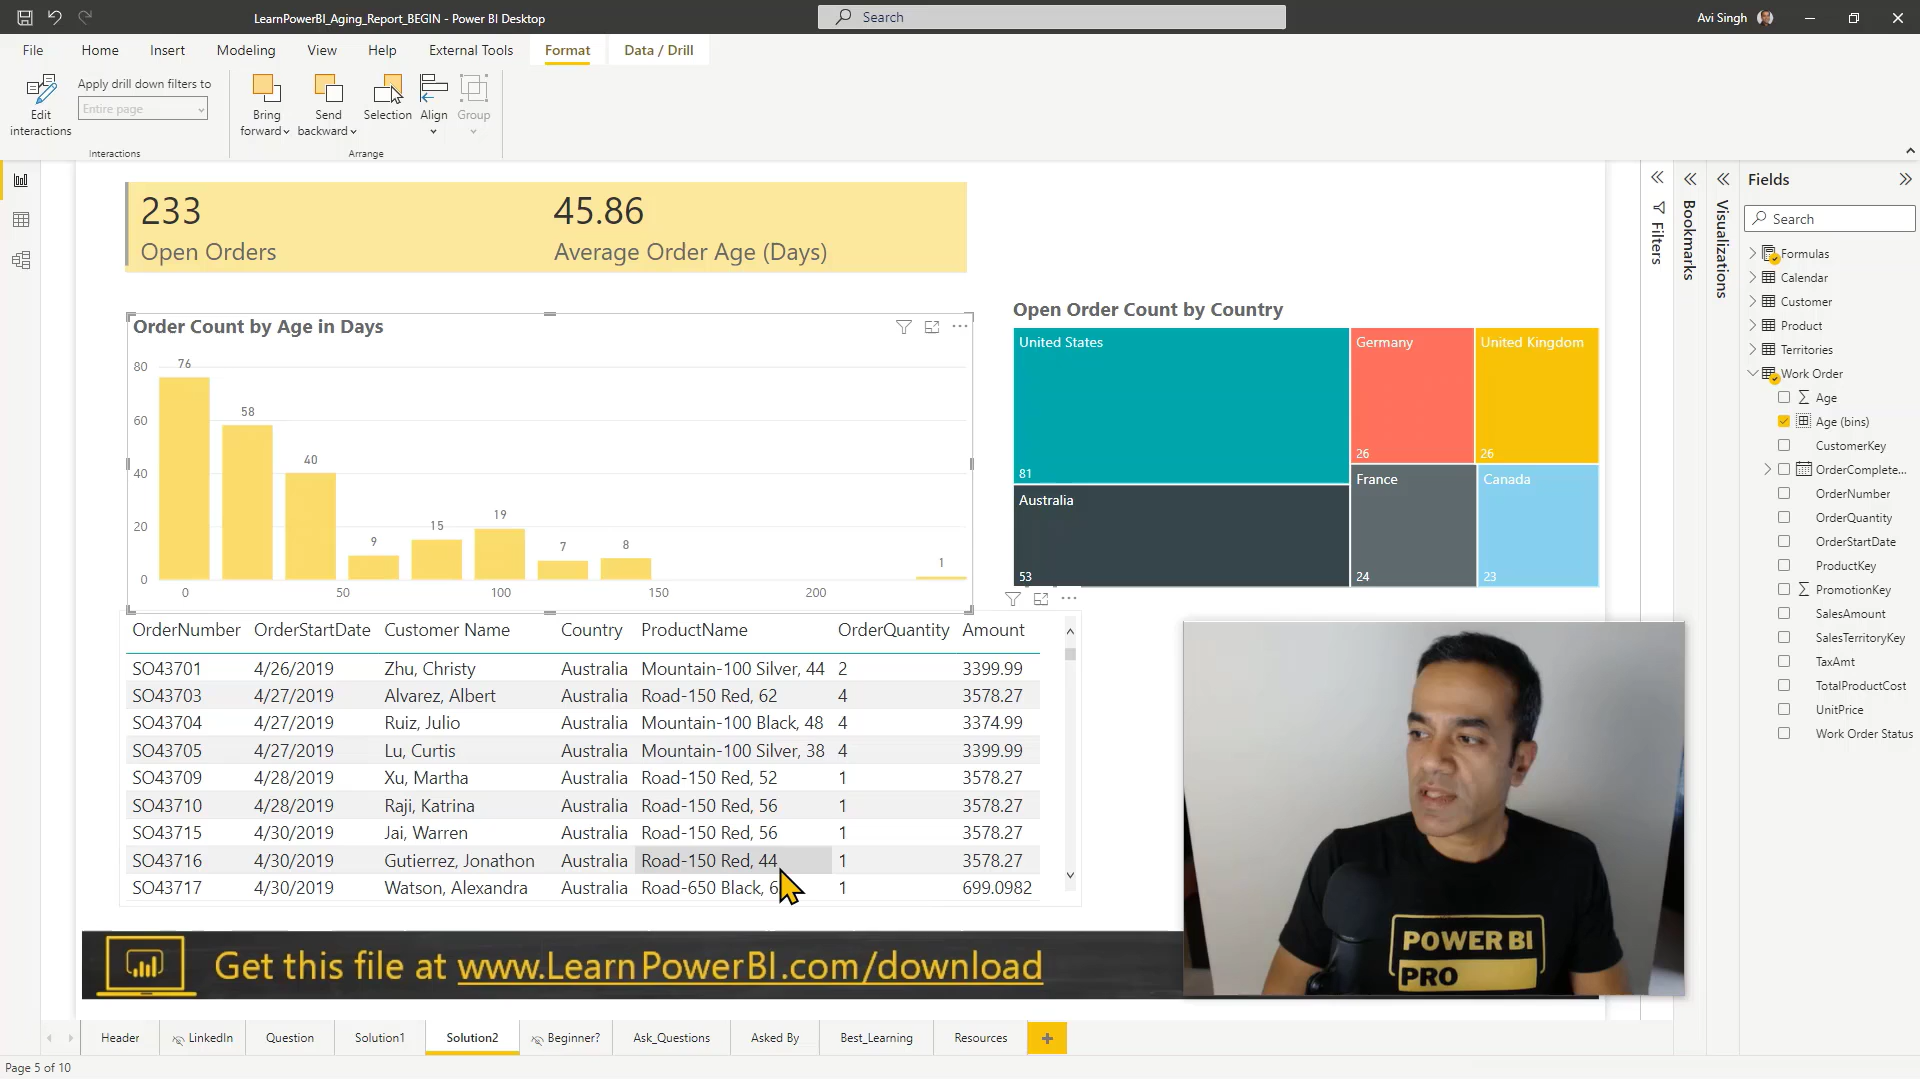 LearnPowerBI_Aging_Report_BEGIN - Power BI Desktop
Search
Avi Singh
File Home Insert Modeling View Help External Tools Format Data / Drill
Edit interactions
Apply drill down filters to
Entire page
Bring forward
Send backward
Selection
Align
Group
Interactions
Arrange
233
Open Orders
45.86
Average Order Age (Days)
Order Count by Age in Days
80
60
40
20
0
76
58
40
9
15
19
7
8
1
0 50 100 150 200
Open Order Count by Country
United States
81
Australia
53
Germany
26
United Kingdom
26
France
24
Canada
23
OrderNumber OrderStartDate Customer Name Country ProductName OrderQuantity Amount
SO43701 4/26/2019 Zhu, Christy Australia Mountain-100 Silver, 44 2 3399.99
SO43703 4/27/2019 Alvarez, Albert Australia Road-150 Red, 62 4 3578.27
SO43704 4/27/2019 Ruiz, Julio Australia Mountain-100 Black, 48 4 3374.99
SO43705 4/27/2019 Lu, Curtis Australia Mountain-100 Silver, 38 4 3399.99
SO43709 4/28/2019 Xu, Martha Australia Road-150 Red, 52 1 3578.27
SO43710 4/28/2019 Raji, Katrina Australia Road-150 Red, 56 1 3578.27
SO43715 4/30/2019 Jai, Warren Australia Road-150 Red, 56 1 3578.27
SO43716 4/30/2019 Gutierrez, Jonathon Australia Road-150 Red, 44 1 3578.27
SO43717 4/30/2019 Watson, Alexandra Australia Road-650 Black, 1 699.0982
Filters
Bookmarks
Visualizations
Fields
Search
Formulas
Calendar
Customer
Product
Territories
Work Order
Age
Age (bins)
CustomerKey
OrderComplete...
OrderNumber
OrderQuantity
OrderStartDate
ProductKey
PromotionKey
SalesAmount
SalesTerritoryKey
TaxAmt
TotalProductCost
UnitPrice
Work Order Status
POWER BI
PRO
Get this file at www.LearnPowerBI.com/download
Header LinkedIn Question Solution1 Solution2 Beginner? Ask_Questions Asked By Best_Learning Resources +
Page 5 of 10